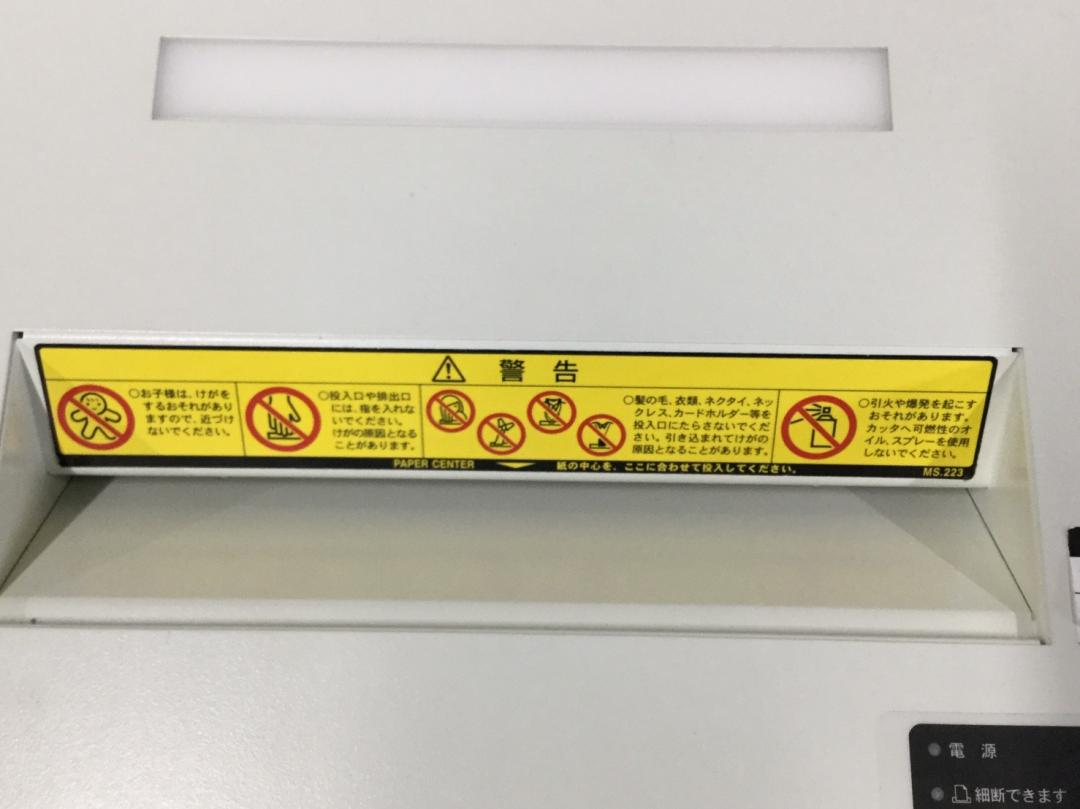 警告
○お子様は、けがを
するおそれがあり
ますので、近づけ
ないでください。
○投入口や排出口
には、指を入れな
いでください。
けがの原因となる
ことがあります。
○髪の毛、衣類、ネクタイ、ネッ
クレス、カードホルダー等を
投入口にたらさないでくだ
さい。引き込まれてけがの
原因となることがあります。
○引火や爆発を起こす
おそれがあります。
カッタへ可燃性のオ
イル、スプレーを使用
しないでください。
PAPER CENTER 紙の中心を、ここに合わせて投入してください。 MS.223
電源
細断できます